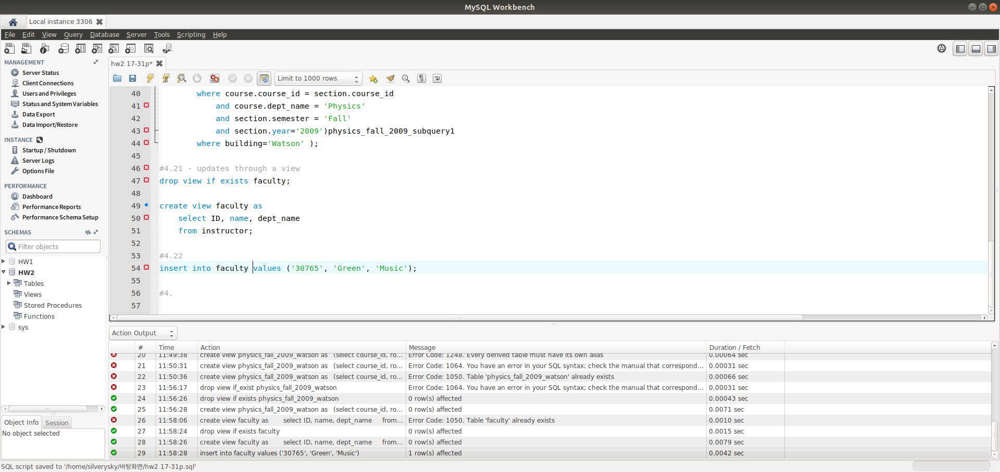 MySQL Workbench
Local instance 3306
File Edit View Query Database Server Tools Scripting Help
MANAGEMENT
Server Status
Client Connections
Users and Privileges
Status and System Variables
Data Export
Data Import/Restore
INSTANCE
Startup / Shutdown
Server Logs
Options File
PERFORMANCE
Dashboard
Performance Reports
Performance Schema Setup
SCHEMAS
Filter objects
HW1
HW2
Tables
Views
Stored Procedures
Functions
sys
Object Info Session
No object selected
hw2 17-31p*
Limit to 1000 rows
40 where course.course_id = section.course_id
41 and course.dept_name = 'Physics'
42 and section.semester = 'Fall'
43 and section.year='2009')physics_fall_2009_subquery1
44 where building='Watson' );
45
46 #4.21 - updates through a view
47 drop view if exists faculty;
48
49 create view faculty as
50 select ID, name, dept_name
51 from instructor;
52
53 #4.22
54 insert into faculty values ('30765', 'Green', 'Music');
55
56 #4.
57
Action Output
# Time Action Message Duration / Fetch
20 11:49:38 create view physics_fall_2009_watson as (select course_id, ro... Error Code: 1248. Every derived table must have its own alias 0.00064 sec
21 11:50:31 create view physics_fall_2009_watson as (select course_id, ro... Error Code: 1064. You have an error in your SQL syntax; check the manual that correspond... 0.00031 sec
22 11:50:36 create view physics_fall_2009_watson as (select course_id, ro... Error Code: 1050. Table 'physics_fall_2009_watson' already exists 0.00066 sec
23 11:56:17 drop view if_exist physics_fall_2009_watson Error Code: 1064. You have an error in your SQL syntax; check the manual that correspond... 0.00031 sec
24 11:56:26 drop view if exists physics_fall_2009_watson 0 row(s) affected 0.00043 sec
25 11:56:28 create view physics_fall_2009_watson as (select course_id, ro... 0 row(s) affected 0.0071 sec
26 11:58:06 create view faculty as select ID, name, dept_name from... Error Code: 1050. Table 'faculty' already exists 0.0010 sec
27 11:58:24 drop view if exists faculty 0 row(s) affected 0.0015 sec
28 11:58:26 create view faculty as select ID, name, dept_name from... 0 row(s) affected 0.0079 sec
29 11:58:28 insert into faculty values ('30765', 'Green', 'Music') 1 row(s) affected 0.0042 sec
SQL script saved to '/home/silverysky/바탕화면/hw2 17-31p.sql'